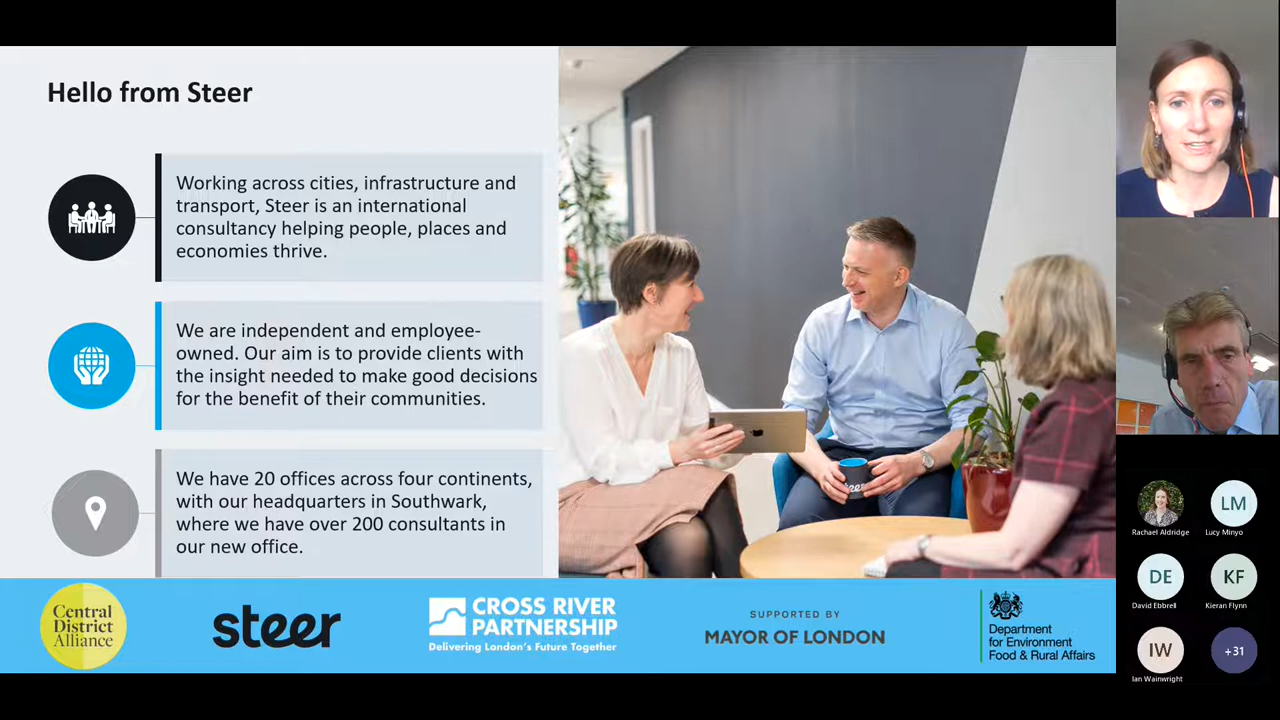 Hello from Steer
Working across cities, infrastructure and
transport, Steer is an international
consultancy helping people, places and
economies thrive.
We are independent and employee-
owned. Our aim is to provide clients with
the insight needed to make good decisions
for the benefit of their communities.
We have 20 offices across four continents,
with our headquarters in Southwark,
where we have over 200 consultants in
our new office.
steer
Central
District
Alliance
steer
CROSS RIVER
PARTNERSHIP
Delivering London's Future Together
SUPPORTED BY
MAYOR OF LONDON
Department
for Environment
Food & Rural Affairs
Rachael Aldridge
LM
Lucy Minyo
DE
David Ebbrell
KF
Kieran Flynn
IW
Ian Wainwright
+31